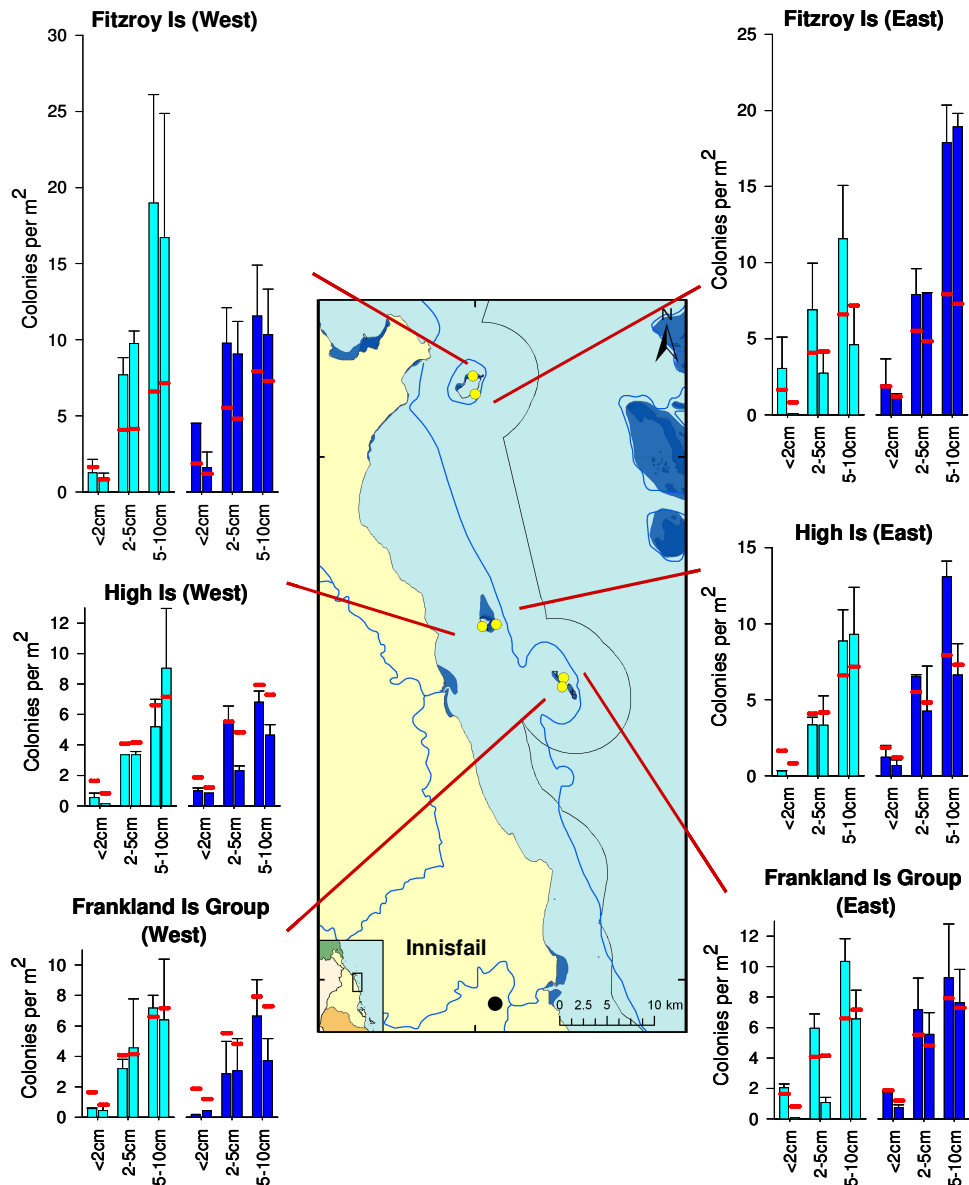 Fitzroy Is (West)
30
25
20
15
10
5
0
Colonies per m2
<2cm
2-5cm
5-10cm
<2cm
2-5cm
5-10cm
Fitzroy Is (East)
25
20
15
10
5
0
Colonies per m2
<2cm
2-5cm
5-10cm
<2cm
2-5cm
5-10cm
High Is (West)
12
10
8
6
4
2
0
Colonies per m2
<2cm
2-5cm
5-10cm
<2cm
2-5cm
5-10cm
High Is (East)
15
10
5
0
Colonies per m2
<2cm
2-5cm
5-10cm
<2cm
2-5cm
5-10cm
Frankland Is Group
(West)
10
8
6
4
2
0
Colonies per m2
<2cm
2-5cm
5-10cm
<2cm
2-5cm
5-10cm
Frankland Is Group
(East)
12
10
8
6
4
2
0
Colonies per m2
<2cm
2-5cm
5-10cm
<2cm
2-5cm
5-10cm
N
Innisfail
0 2.5 5 10 km